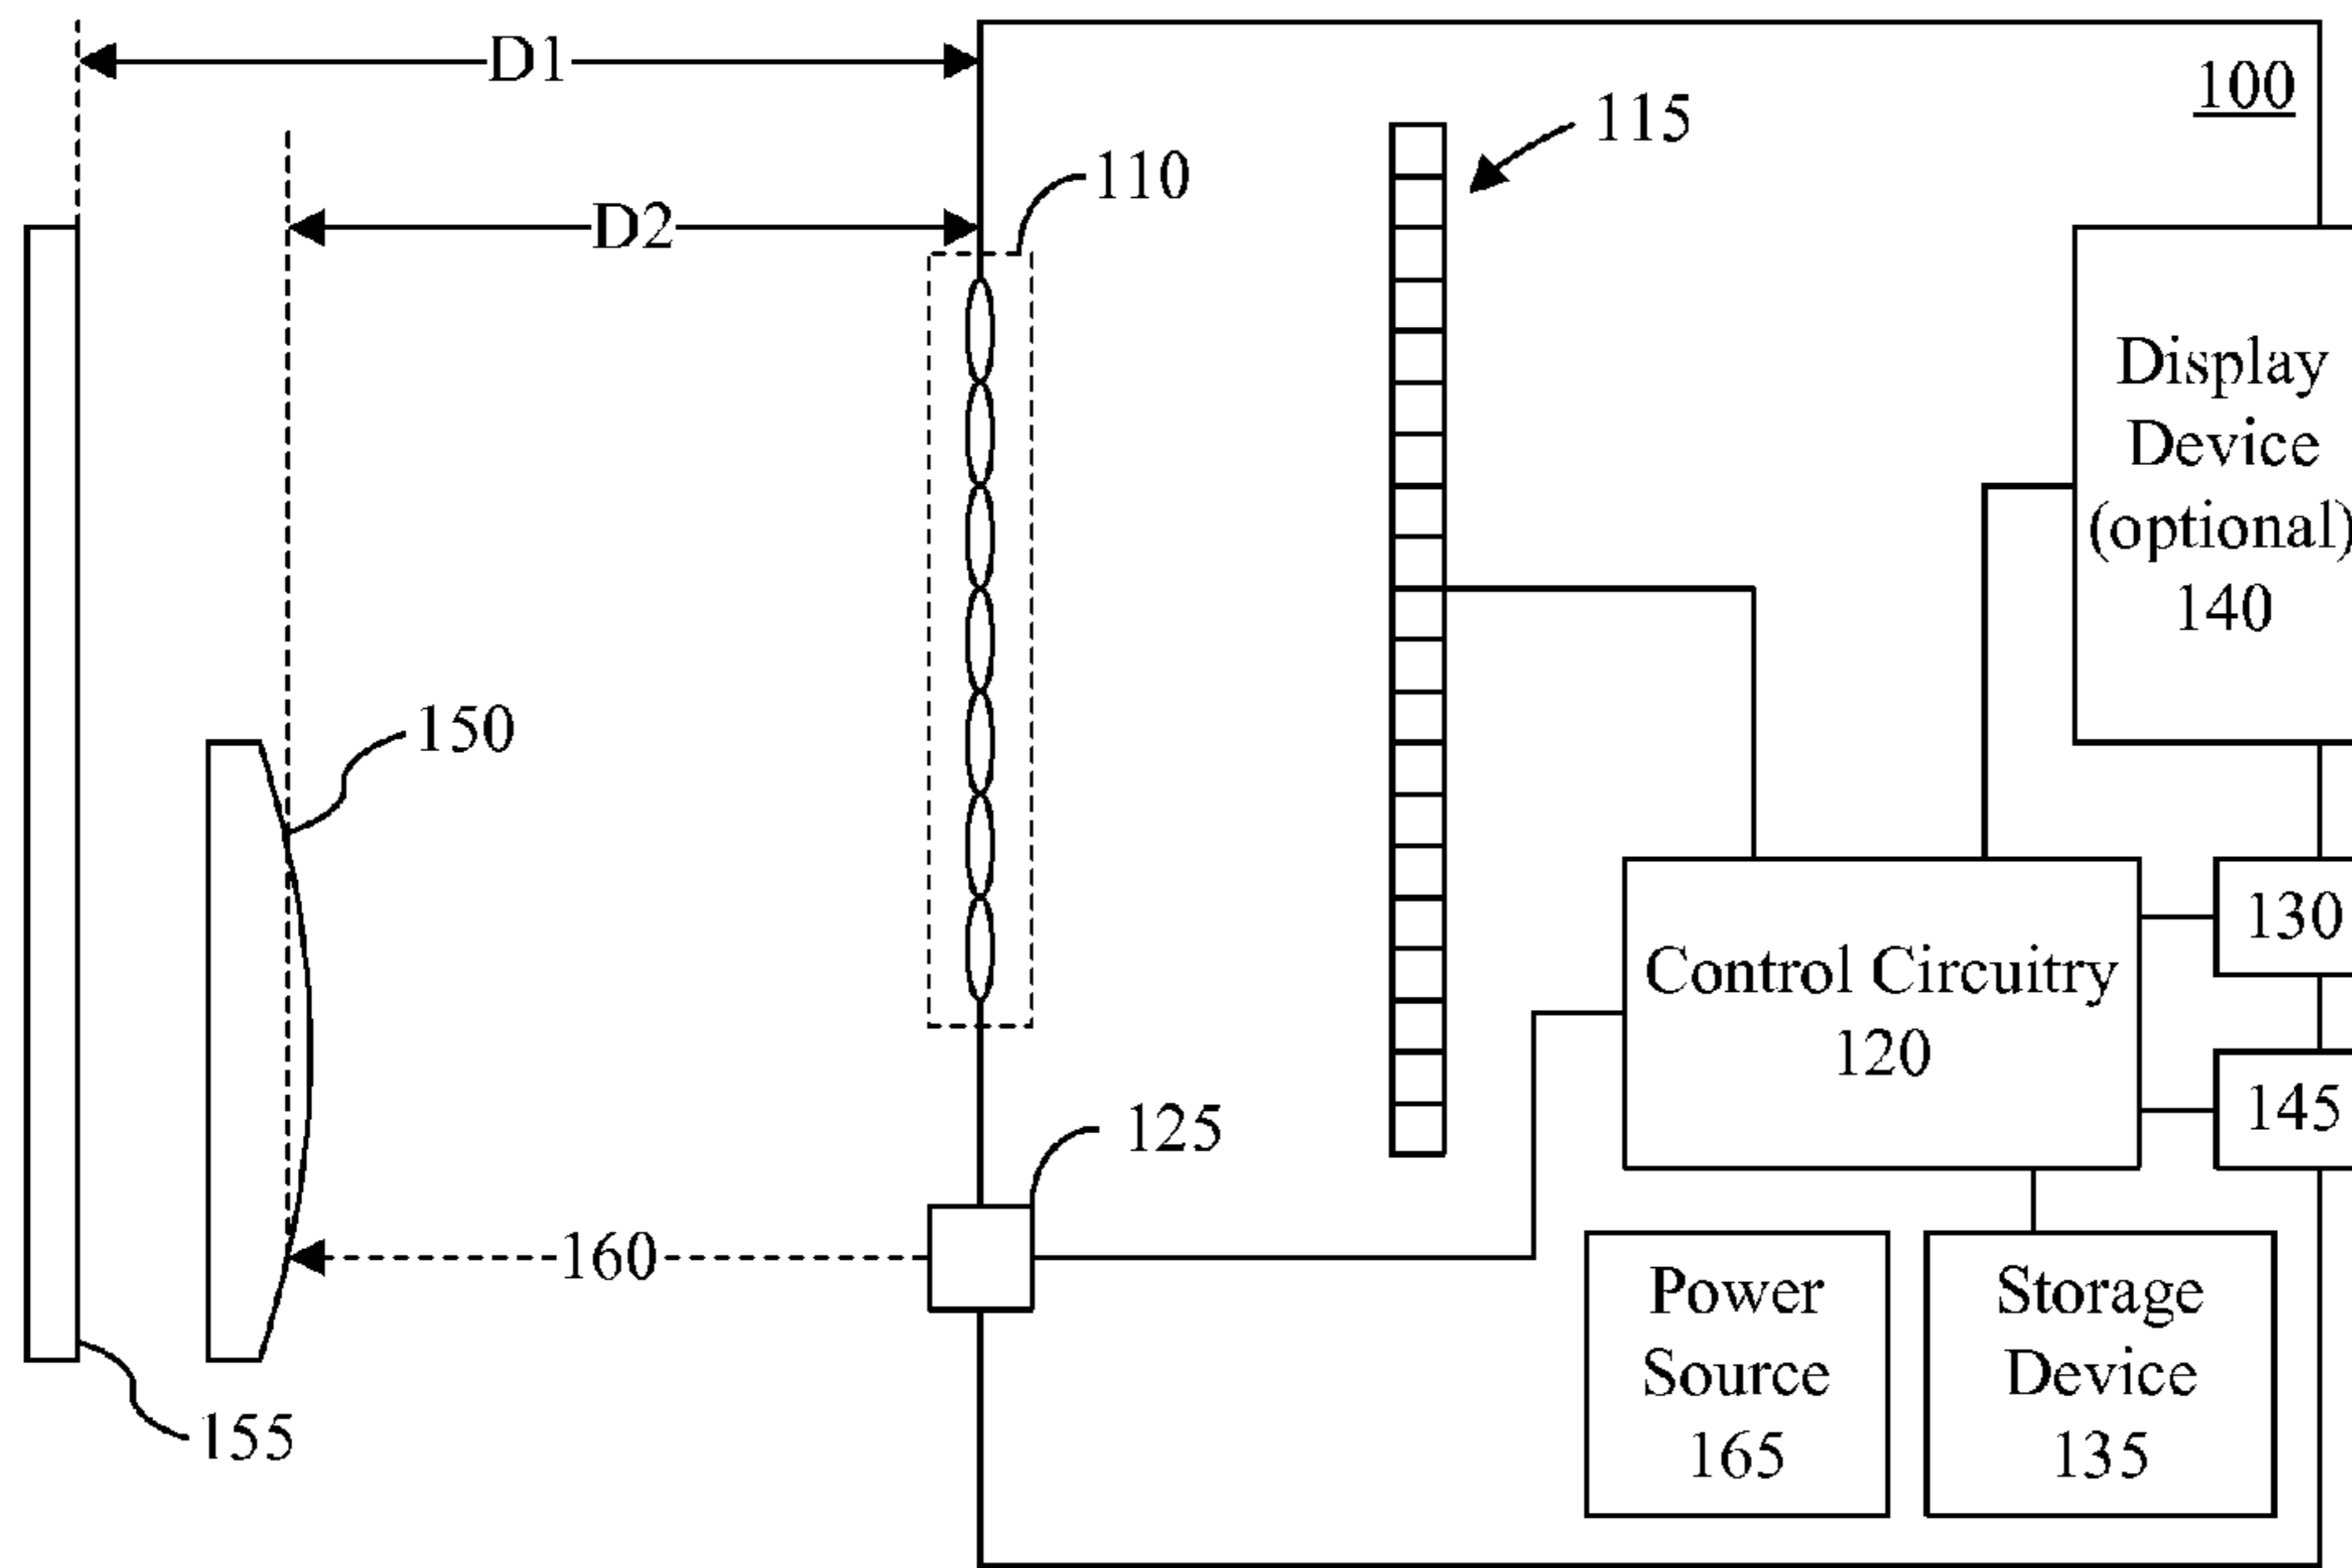 D1
100
115
110
D2
Display
Device
(optional)
140
150
130
Control Circuitry
120
145
125
160
Power
Source
165
Storage
Device
135
155